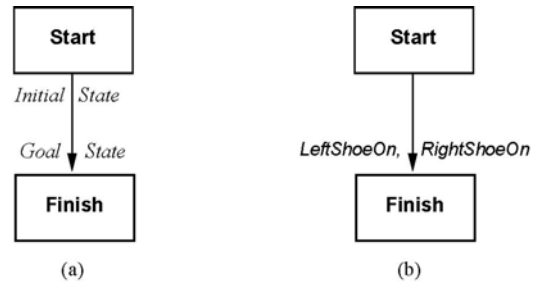 Start
Initial State
Goal State
Finish
(a)
Start
LeftShoeOn, RightShoeOn
Finish
(b)